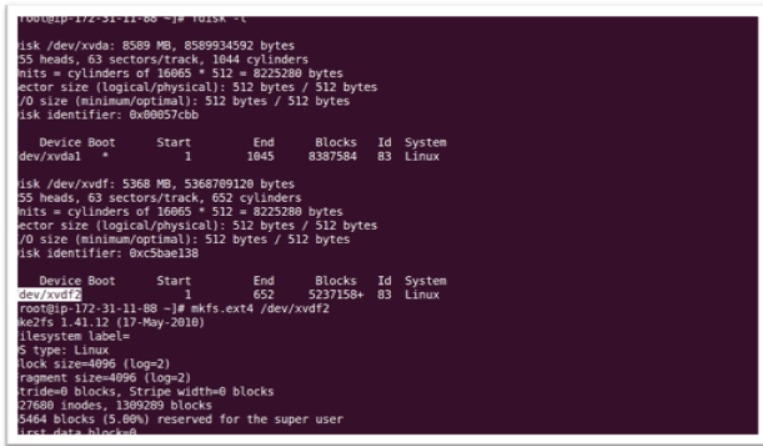 root@ip-172-31-11-88 ~]# fdisk -l
isk /dev/xvda: 8589 MB, 8589934592 bytes
55 heads, 63 sectors/track, 1044 cylinders
nits = cylinders of 16065 * 512 = 8225280 bytes
ector size (logical/physical): 512 bytes / 512 bytes
/O size (minimum/optimal): 512 bytes / 512 bytes
isk identifier: 0x00057cbb
Device Boot Start End Blocks Id System
dev/xvda1 * 1 1045 8387584 83 Linux
isk /dev/xvdf: 5368 MB, 5368709120 bytes
55 heads, 63 sectors/track, 652 cylinders
nits = cylinders of 16065 * 512 = 8225280 bytes
ector size (logical/physical): 512 bytes / 512 bytes
/O size (minimum/optimal): 512 bytes / 512 bytes
isk identifier: 0xc5bae138
Device Boot Start End Blocks Id System
dev/xvdf2 1 652 5237158+ 83 Linux
root@ip-172-31-11-88 ~]# mkfs.ext4 /dev/xvdf2
ke2fs 1.41.12 (17-May-2010)
ilesystem label=
S type: Linux
lock size=4096 (log=2)
ragment size=4096 (log=2)
tride=0 blocks, Stripe width=0 blocks
27680 inodes, 1309289 blocks
5464 blocks (5.00%) reserved for the super user
irst data block=0